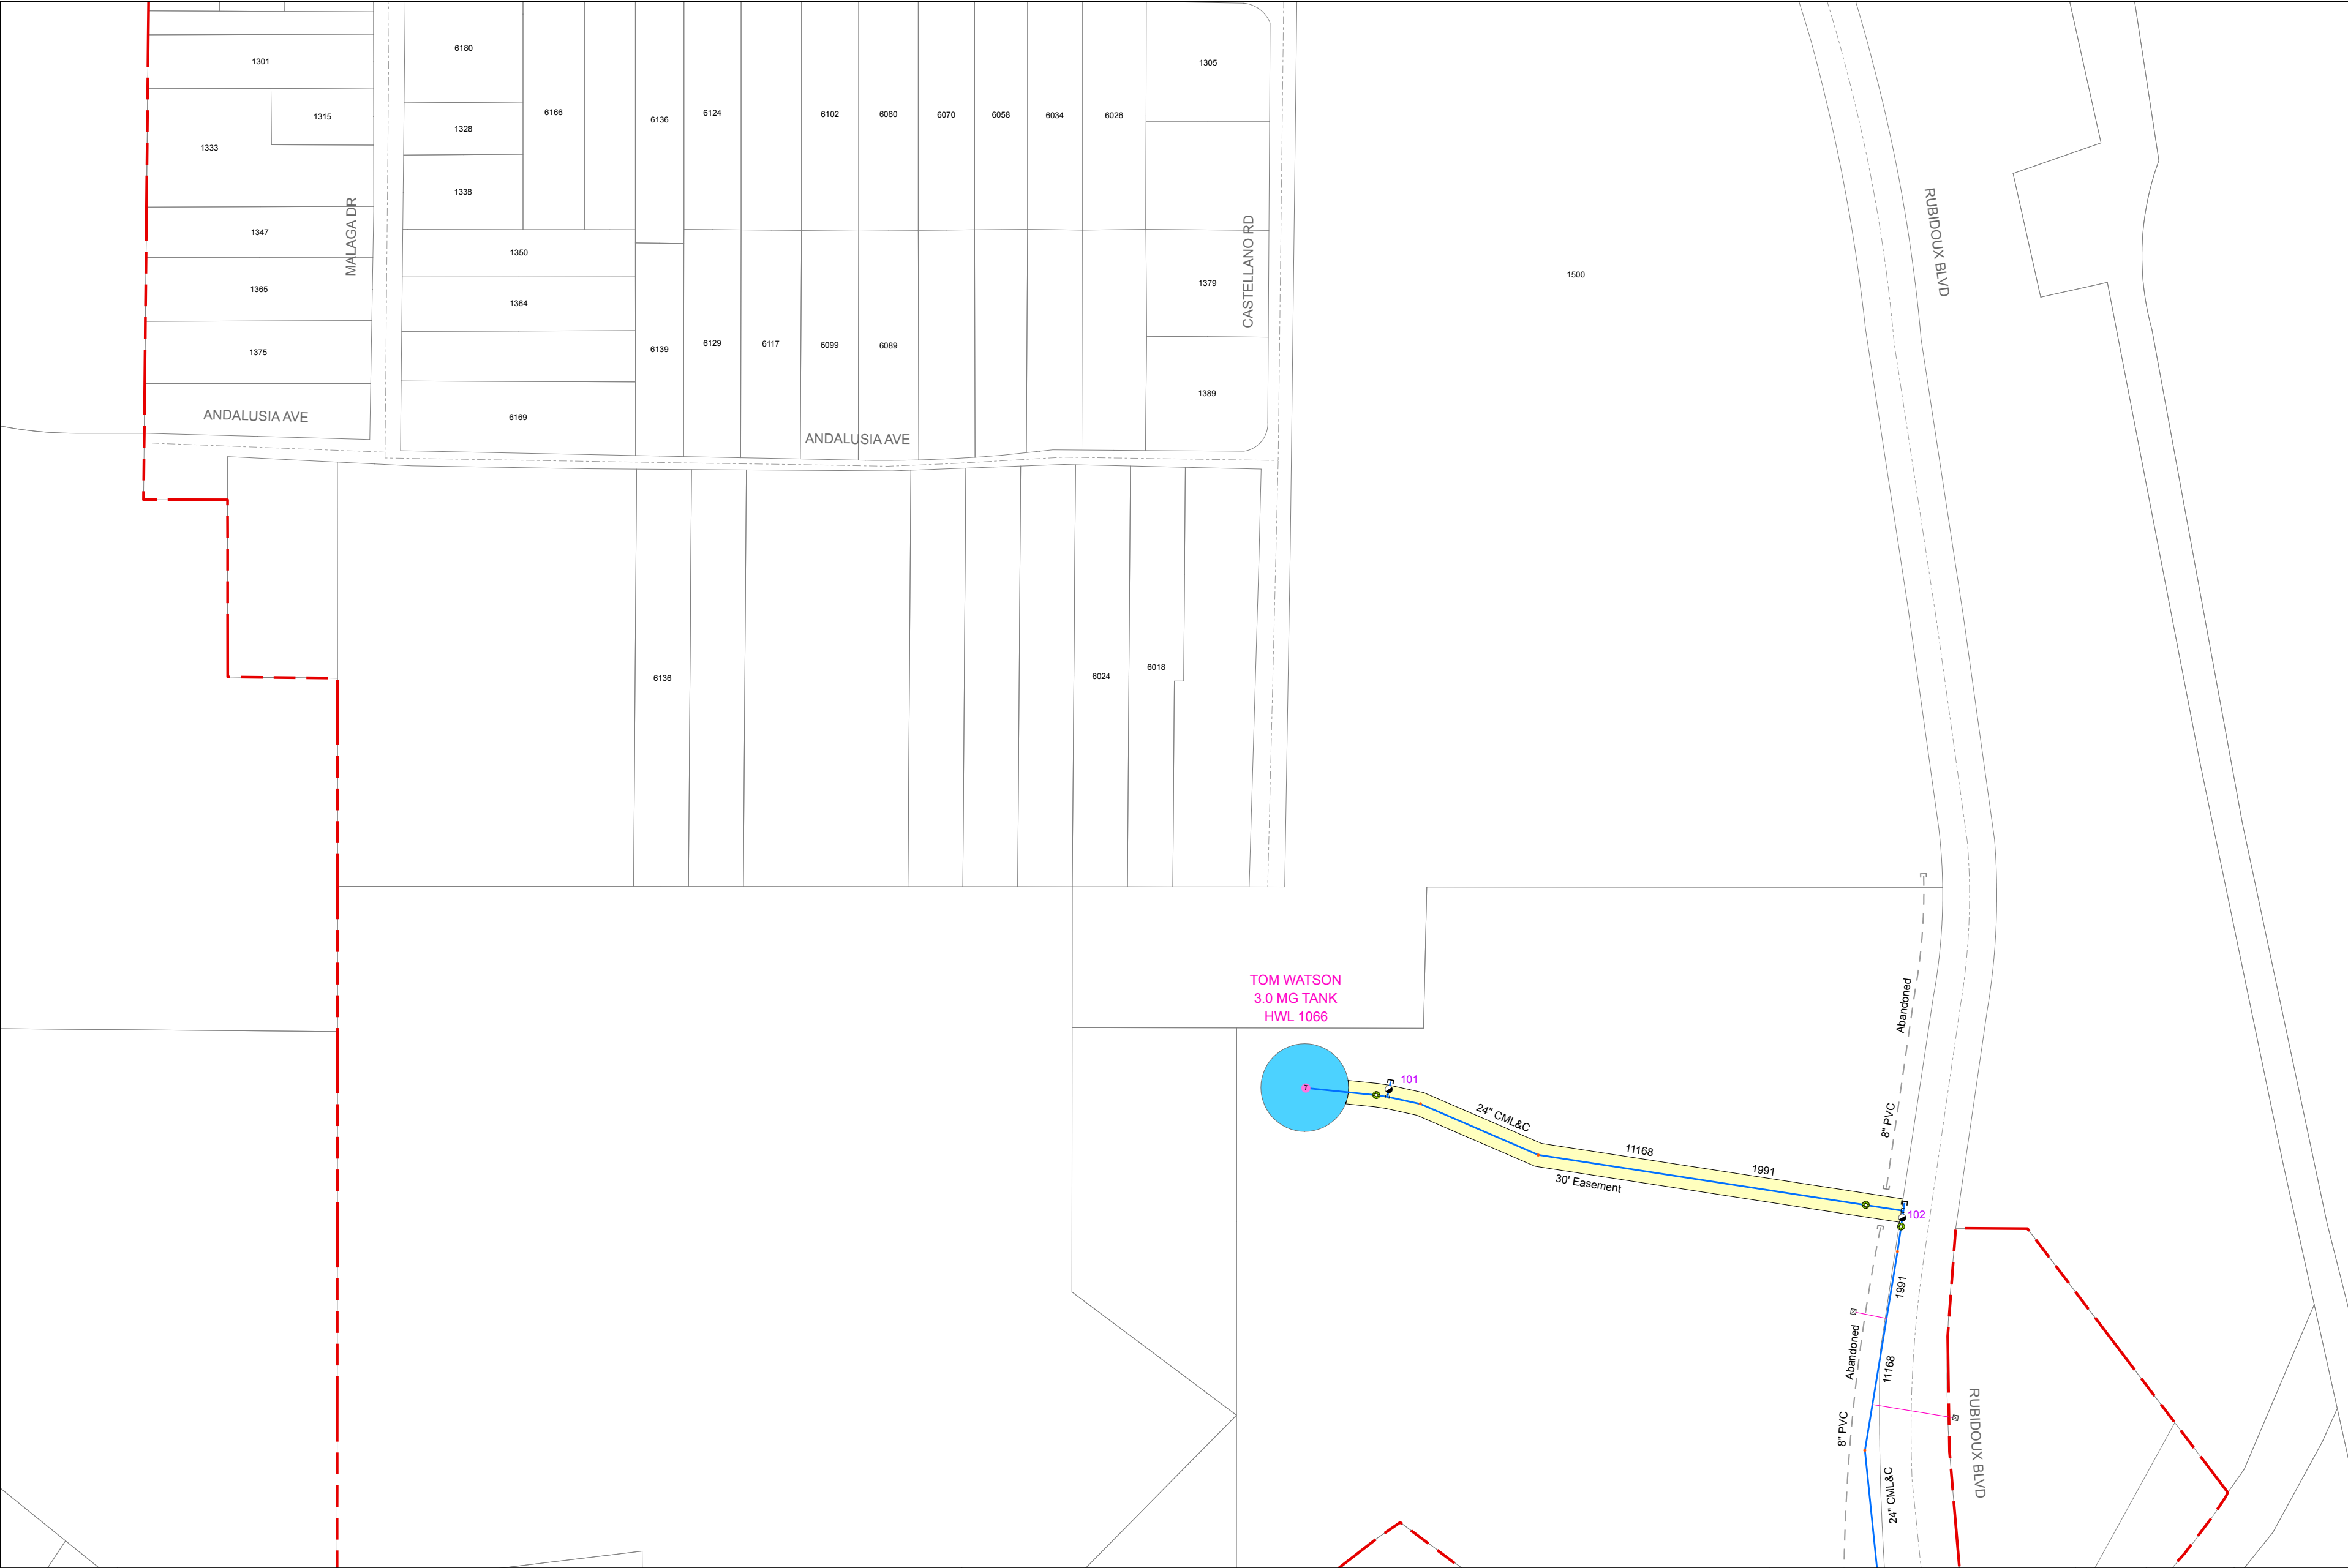 6180
1305
1301
6166
6136
6124
6102
6080
6070
6058
6034
6026
1315
1328
1333
1338
MALAGA DR
1347
1350
CASTELLANO RD
RUBIDOUX BLVD
1500
1379
1365
1364
6139
6129
6117
6099
6089
1375
1389
ANDALUSIA AVE
6169
ANDALUSIA AVE
6136
6024
6018
TOM WATSON
3.0 MG TANK
HWL 1066
Abandoned
T
101
24" CML&C
8" PVC
11168
1991
30' Easement
102
1991
Abandoned
11168
8" PVC
RUBIDOUX BLVD
24" CML&C